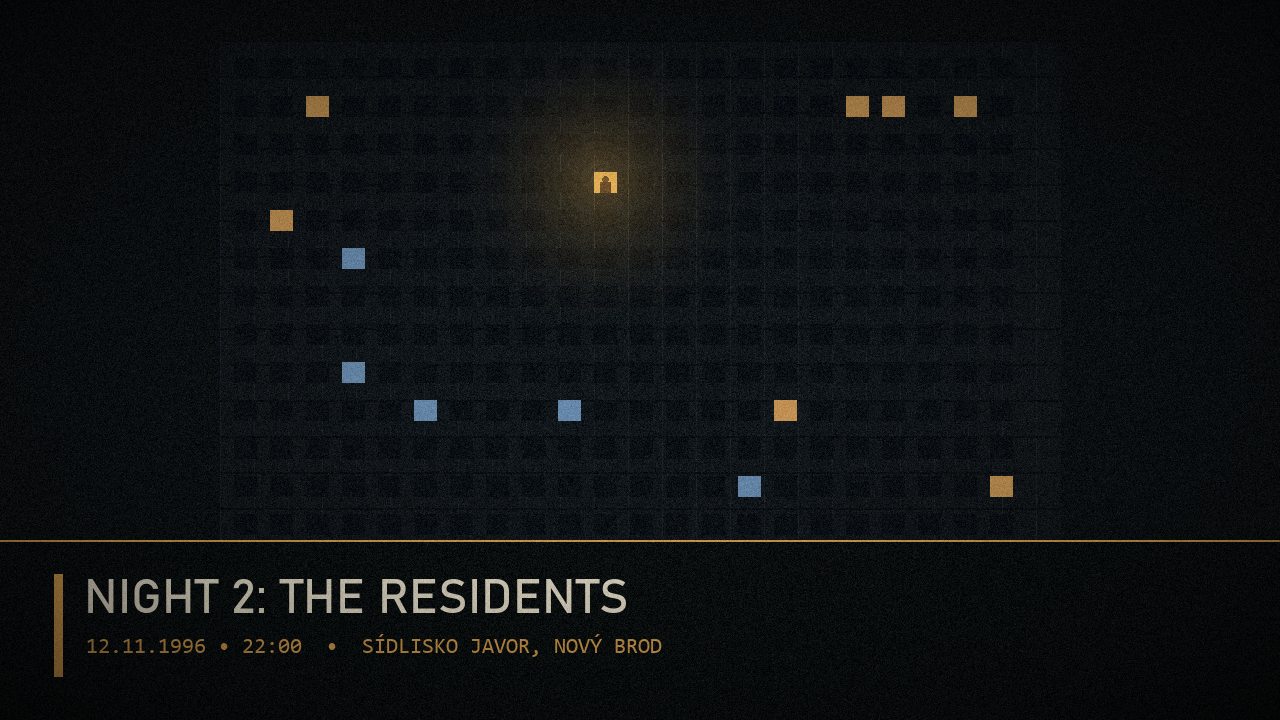 NIGHT 2: THE RESIDENTS
12.11.1996 • 22:00 • SÍDLISKO JAVOR, NOVÝ BROD